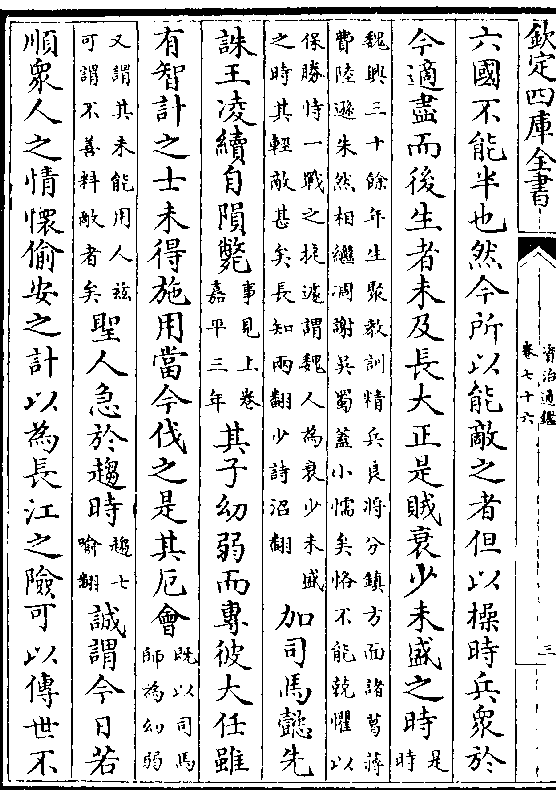 欽定四庫全書
資治通鑑
卷七十六
三
六國不能半也然今所以能敵之者但以操時兵衆於
今適盡而後生者未及長大正是賊衰少未盛之時是時
魏興三十餘年生聚敎訓精兵良將分鎮方面諸葛蔣
費陸遜朱然相繼凋謝吳蜀蓋小懦矣恪不能兢懼以
保勝恃一戰之捷遽謂魏人為衰少未盛
之時其輕敵甚矣長知兩翻少詩沼翻
加司馬懿先
誅王凌續自隕斃事見上卷嘉平三年其子幼弱而專彼大任雖
有智計之士未得施用當今伐之是其厄會既以司馬師為幼弱
又謂其未能用人兹可謂不善料敵者矣聖人急於趨時趨七喻翻誠謂今日若
順衆人之情懷偷安之計以為長江之險可以傳世不